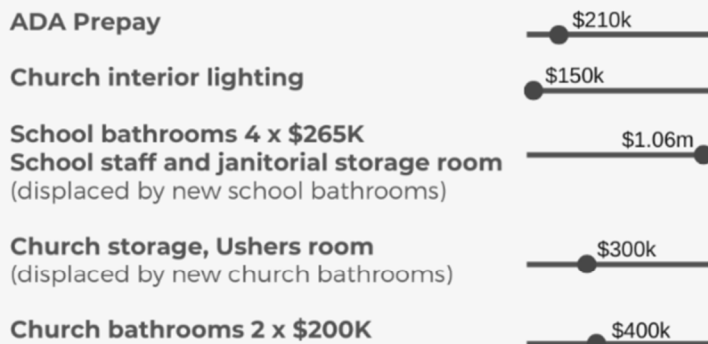 ADA Prepay
$210k
Church interior lighting
$150k
School bathrooms 4 x $265K
$1.06m
School staff and janitorial storage room
(displaced by new school bathrooms)
Church storage, Ushers room
$300k
(displaced by new church bathrooms)
Church bathrooms 2 x $200K
$400k